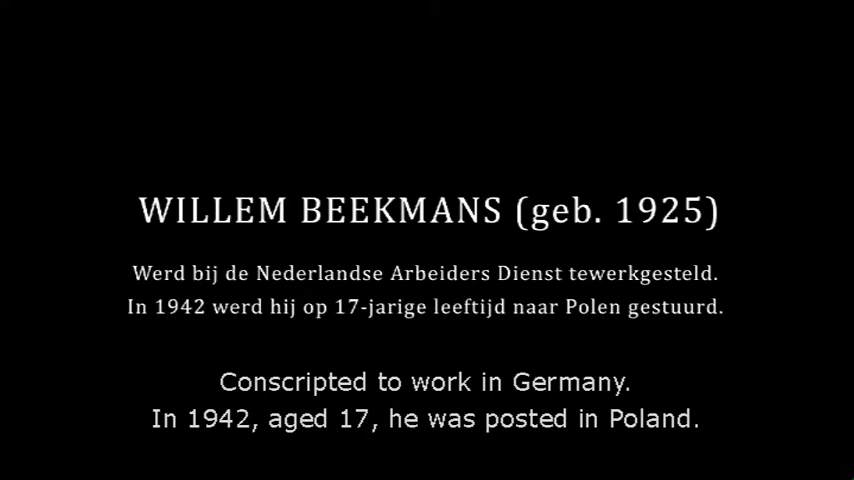 WILLEM BEEKMANS (geb. 1925)
Werd bij de Nederlandse Arbeiders Dienst tewerkgesteld.
In 1942 werd hij op 17-jarige leeftijd naar Polen gestuurd.
Conscripted to work in Germany.
In 1942, aged 17, he was posted in Poland.